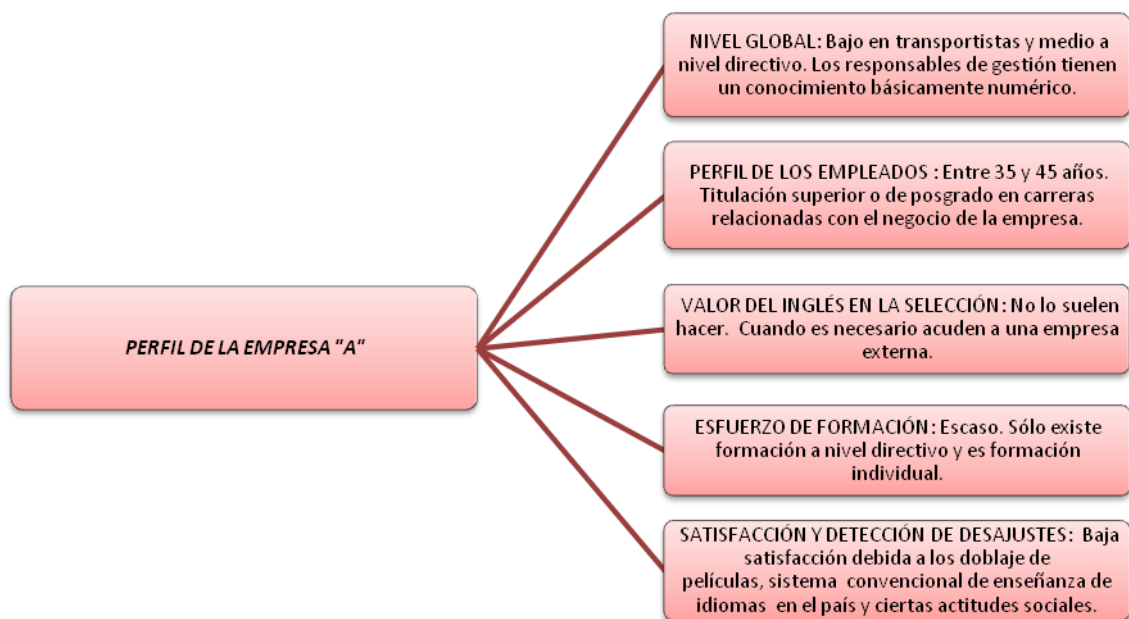 NIVEL GLOBAL: Bajo en transportistas y medio a
nivel directivo. Los responsables de gestión tienen
un conocimiento básicamente numérico.
PERFIL DE LOS EMPLEADOS : Entre 35 y 45 años.
Titulación superior o de posgrado en carreras
relacionadas con el negocio de la empresa.
PERFIL DE LA EMPRESA "A"
VALOR DEL INGLÉS EN LA SELECCIÓN : No lo suelen
hacer. Cuando es necesario acuden a una empresa
externa.
ESFUERZO DE FORMACIÓN : Escaso. Sólo existe
formación a nivel directivo y es formación
individual.
SATISFACCIÓN Y DETECCIÓN DE DESAJUSTES: Baja
satisfacción debida a los doblaje de
películas, sistema convencional de enseñanza de
idiomas en el país y ciertas actitudes sociales.